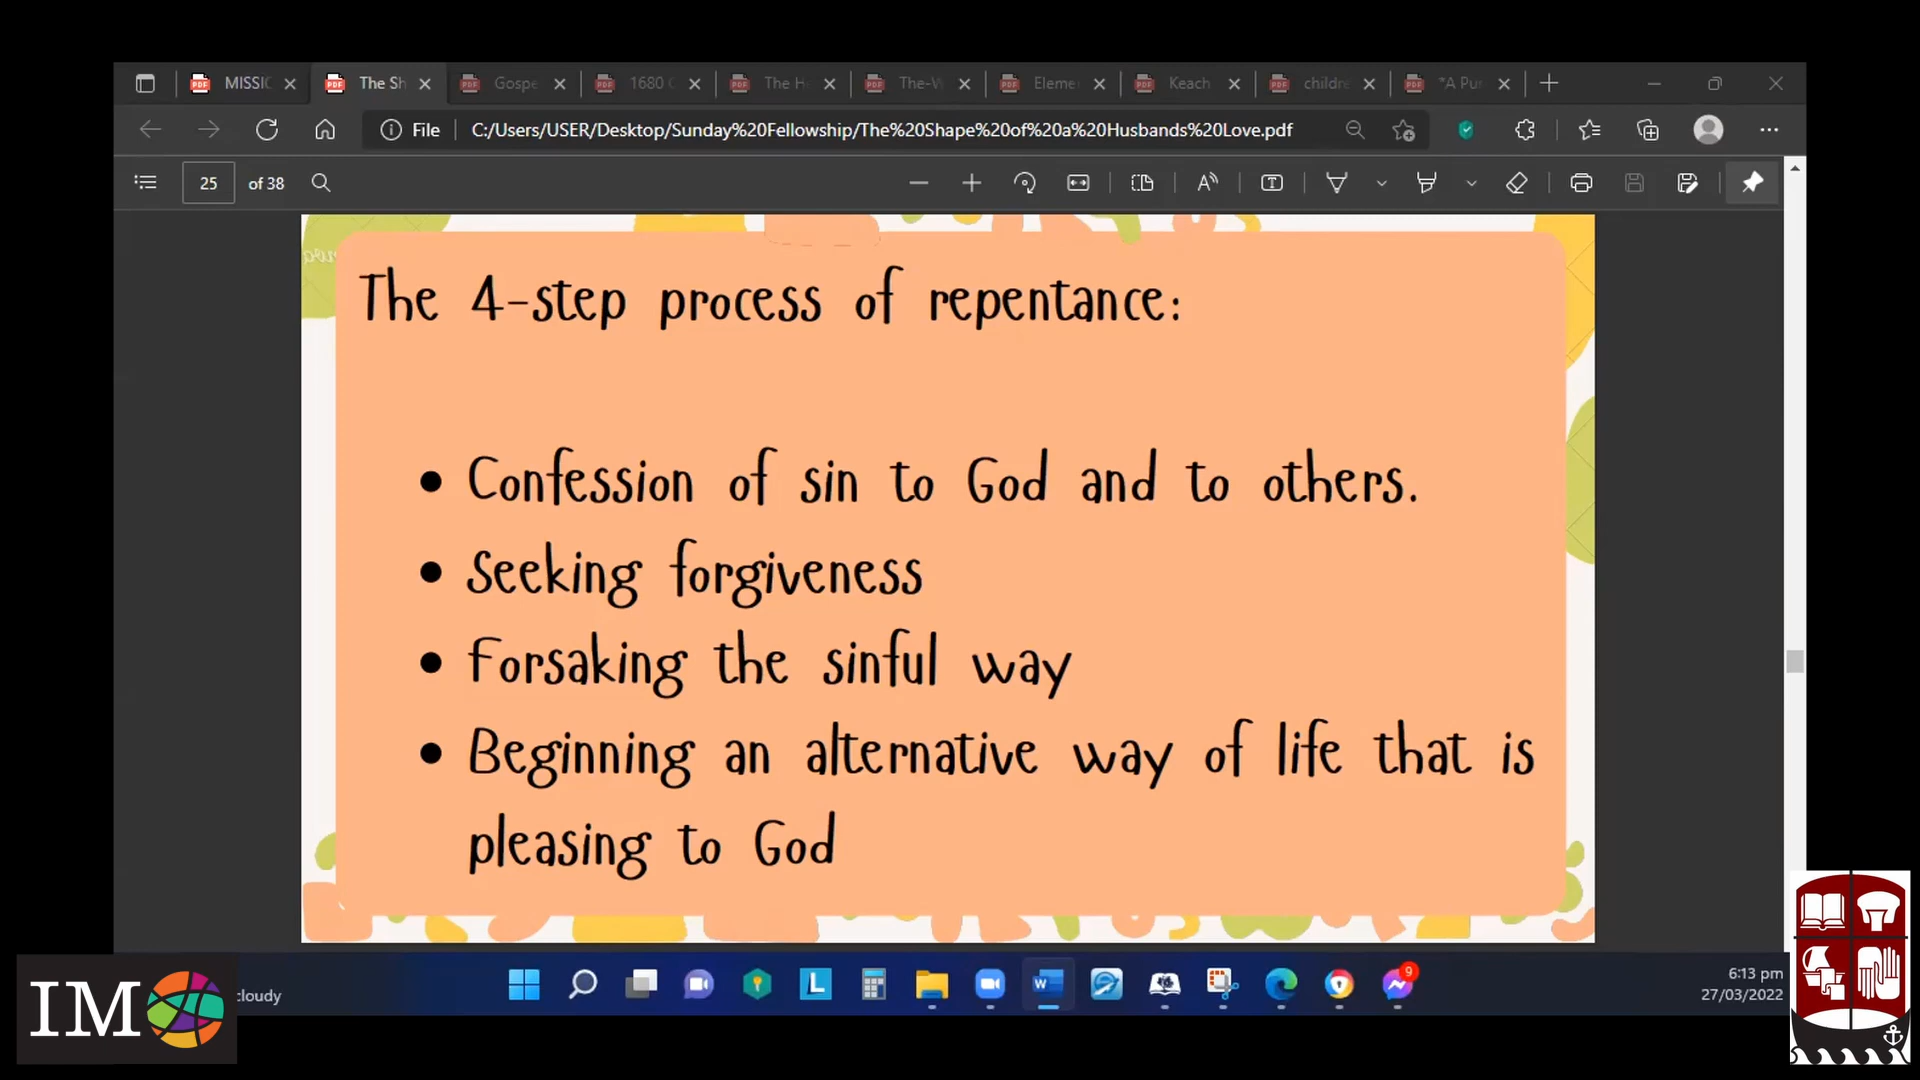 MISSIC
The Sh
Gospe
1680
The H
The-W
Eleme
Keach
childre
"A Pu
File
C:/Users/USER/Desktop/Sunday%20Fellowship/The%20Shape%20of%20a%20Husbands%20Love.pdf
25 of 38
The 4-step process of repentance:
• Confession of sin to God and to others.
• Seeking forgiveness
• Forsaking the sinful way
• Beginning an alternative way of life that is
pleasing to God
IM
cloudy
9
6:13 pm
27/03/2022